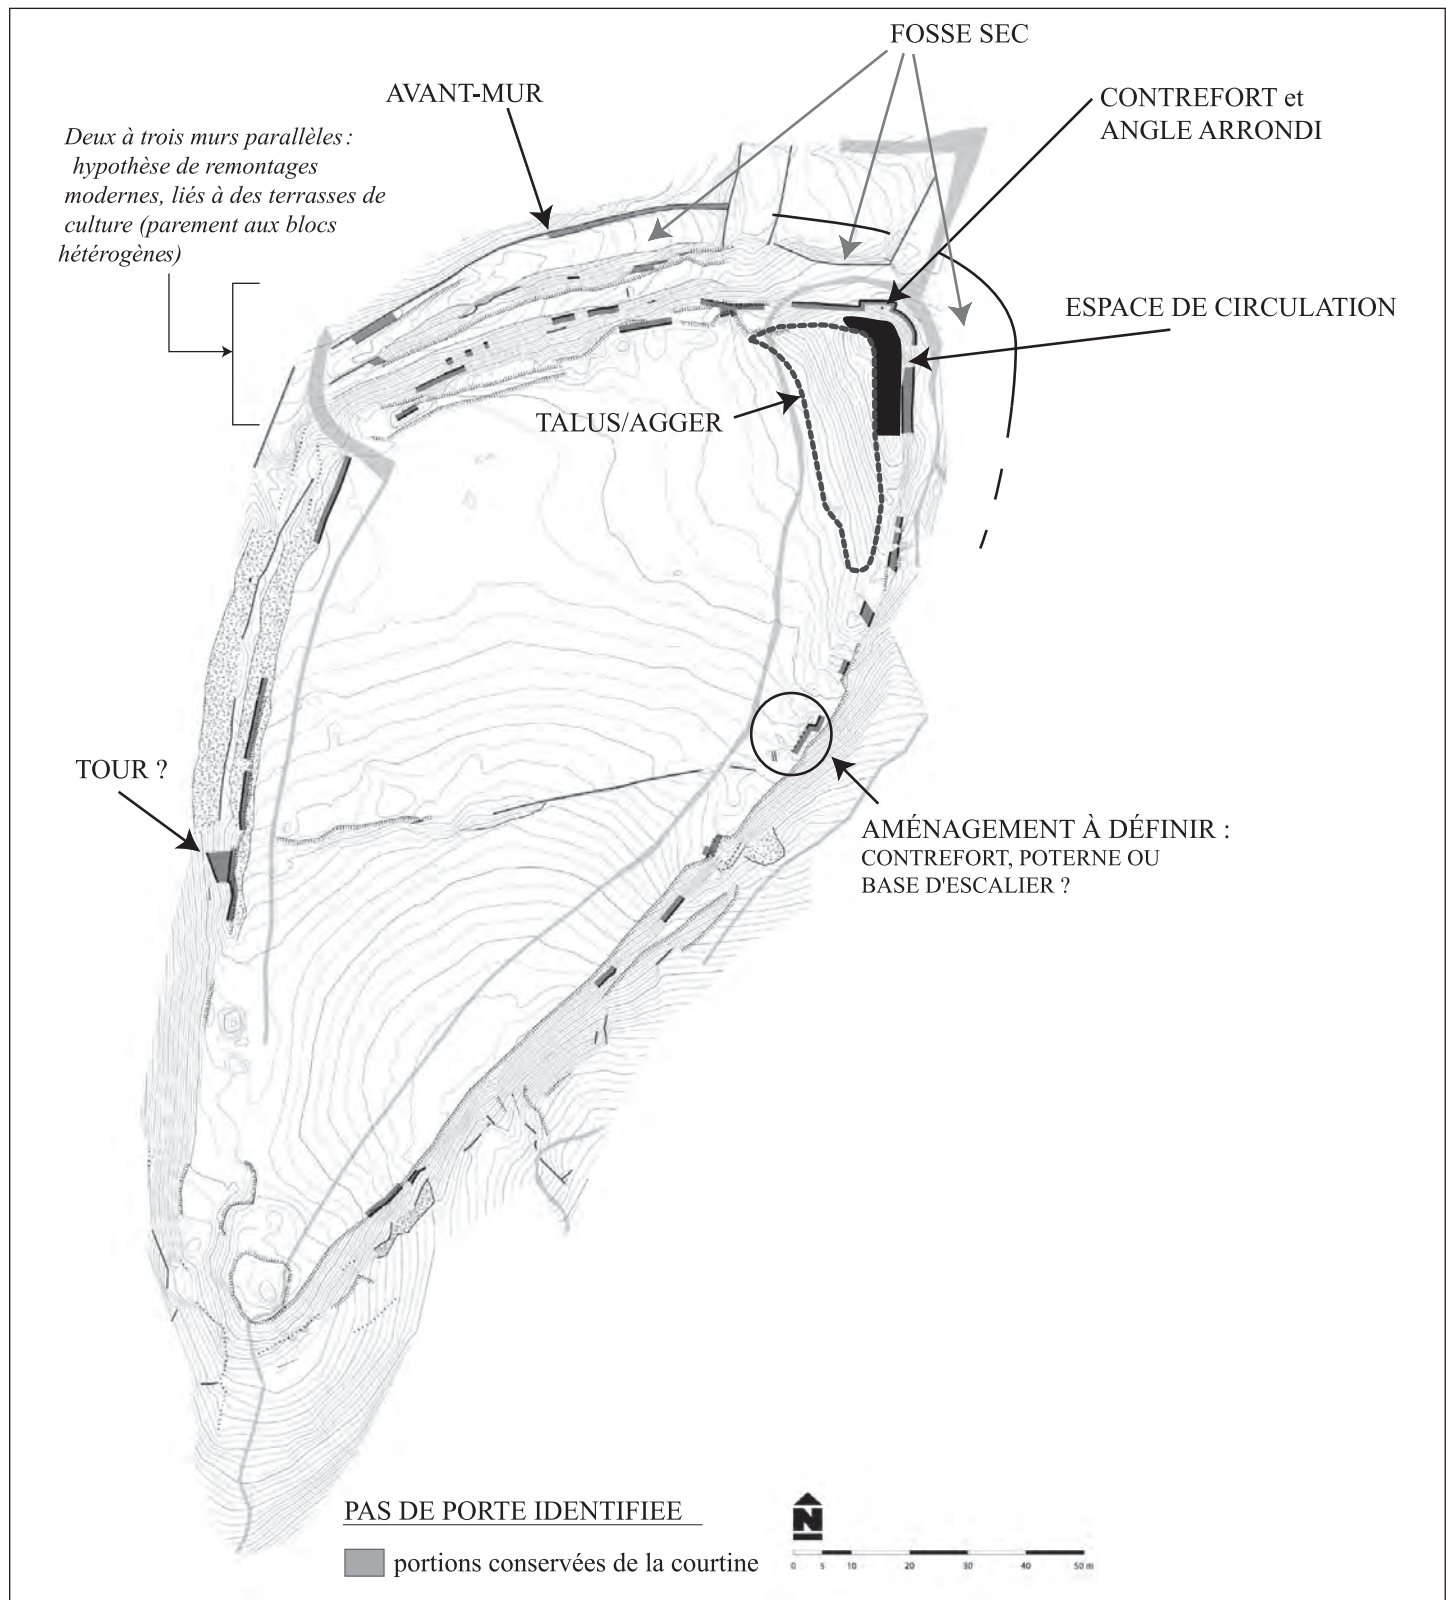 FOSSE SEC
AVANT-MUR
CONTREFORT et
ANGLE ARRONDI
Deux à trois murs parallèles :
hypothèse de remontages
modernes, liés à des terrasses de
culture (parement aux blocs
hétérogènes)
ESPACE DE CIRCULATION
TALUS/AGGER
TOUR ?
AMÉNAGEMENT À DÉFINIR :
CONTREFORT, POTERNE OU
BASE D'ESCALIER ?
PAS DE PORTE IDENTIFIEE
portions conservées de la courtine
N
0 5 10 20 30 40 50 m